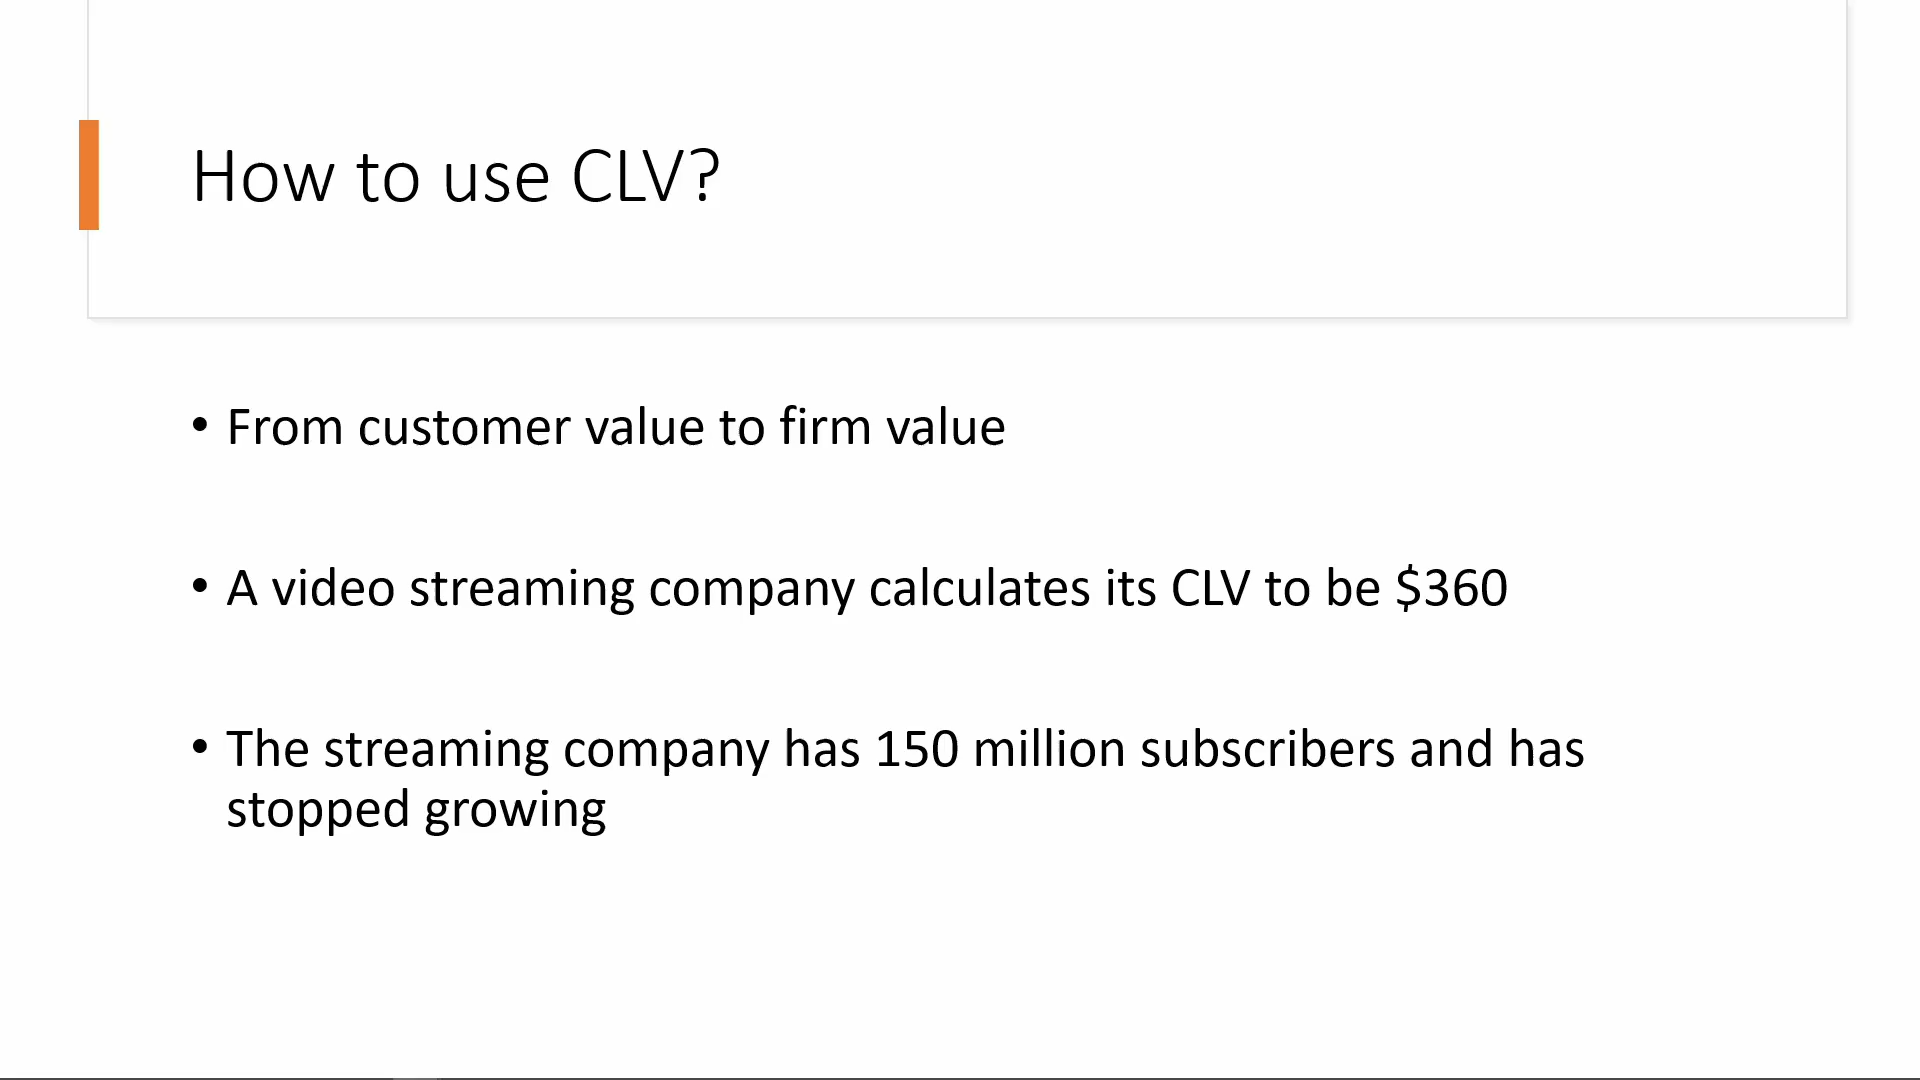 How to use CLV?
• From customer value to firm value
• A video streaming company calculates its CLV to be $360
• The streaming company has 150 million subscribers and has
stopped growing